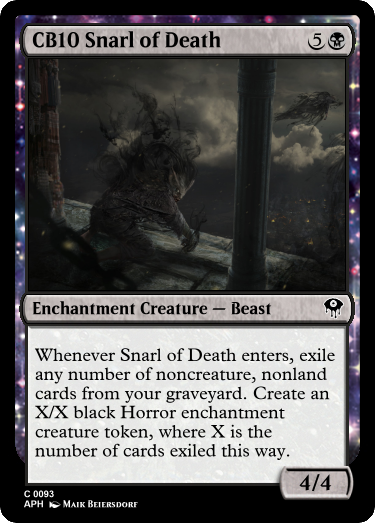 CB10 Snarl of Death 5
Enchantment Creature — Beast
Whenever Snarl of Death enters, exile
any number of noncreature, nonland
cards from your graveyard. Create an
X/X black Horror enchantment
creature token, where X is the
number of cards exiled this way.
4/4
C 0093
APH Maik Beiersdorf